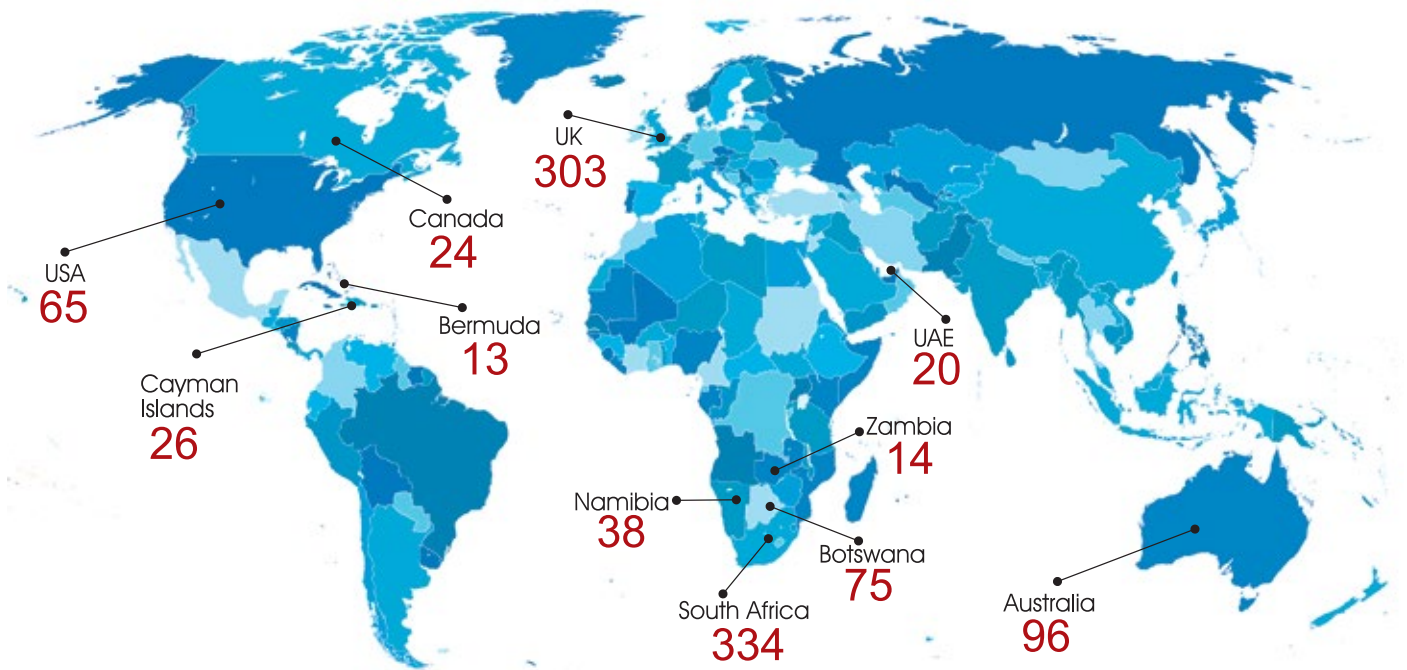 UK
303
Canada
24
USA
65
Bermuda
13
UAE
20
Cayman
Islands
26
Zambia
14
Namibia
38
Botswana
75
South Africa
334
Australia
96